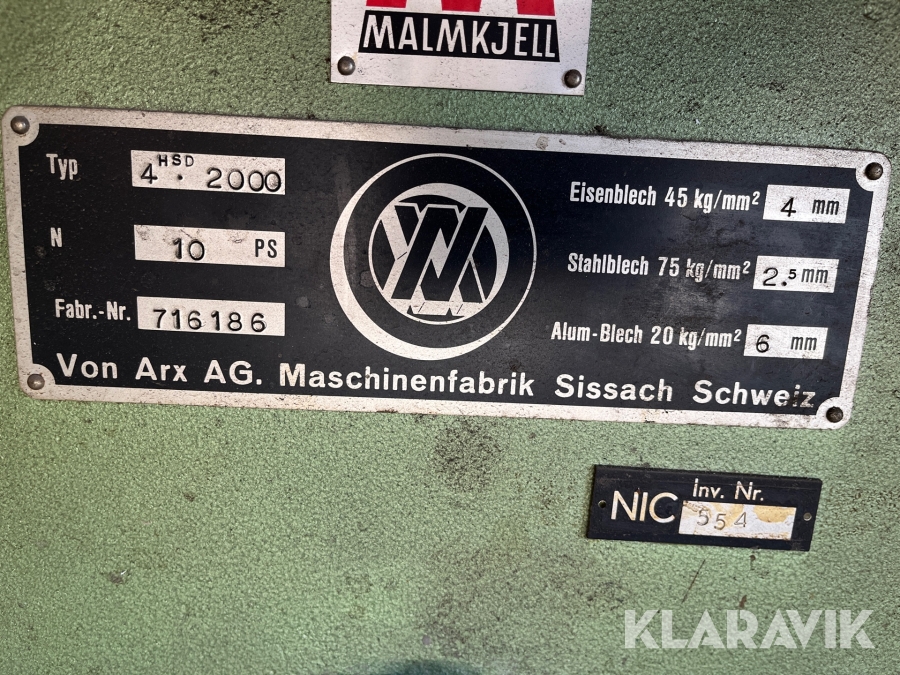 MALMKJELL
Typ 4 HSD . 2000
N 10 PS
Fabr.-Nr. 716186
Eisenblech 45 kg/mm² 4 mm
Stahlblech 75 kg/mm² 2.5 mm
Alum-Blech 20 kg/mm² 6 mm
Von Arx AG. Maschinenfabrik Sissach Schweiz
NIC Inv. Nr.
554
KLARAVIK